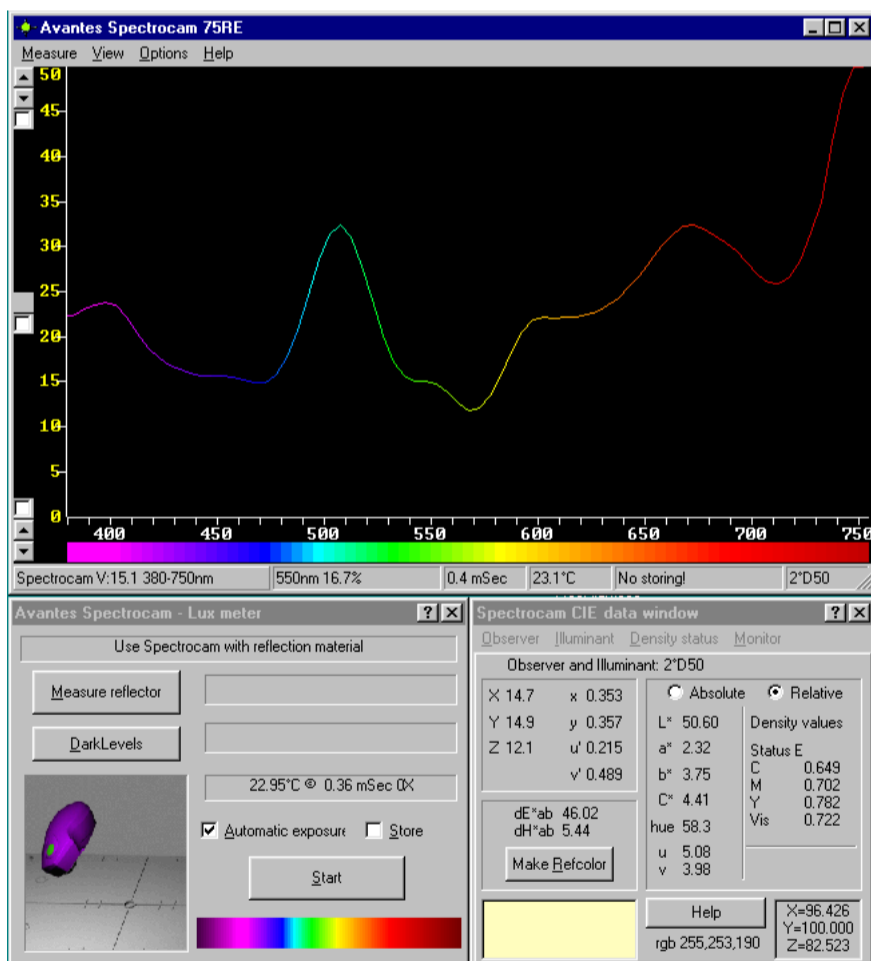 Avantes Spectrocam 75RE
Measure View Options Help
50
45
40
35
30
25
20
15
10
5
0
400 450 500 550 600 650 700 750
Spectrocam V:15.1 380-750nm 550nm 16.7% 0.4 mSec 23.1°C No storing! 2°D50
Avantes Spectrocam - Lux meter
Use Spectrocam with reflection material
Measure reflector
DarkLevels
22.95°C © 0.36 mSec 0X
Automatic exposure Store
Start
Spectrocam CIE data window
Observer Illuminant Density status Monitor
Observer and Illuminant: 2°D50
X 14.7 x 0.353
Y 14.9 y 0.357
Z 12.1 u' 0.215
v' 0.489
dE*ab 46.02
dH*ab 5.44
Make Refcolor
Absolute Relative
L* 50.60
a* 2.32
b* 3.75
C* 4.41
hue 58.3
u 5.08
v 3.98
Density values
Status E
C 0.649
M 0.702
Y 0.782
Vis 0.722
Help
rgb 255,253,190
X=96.426
Y=100.000
Z=82.523